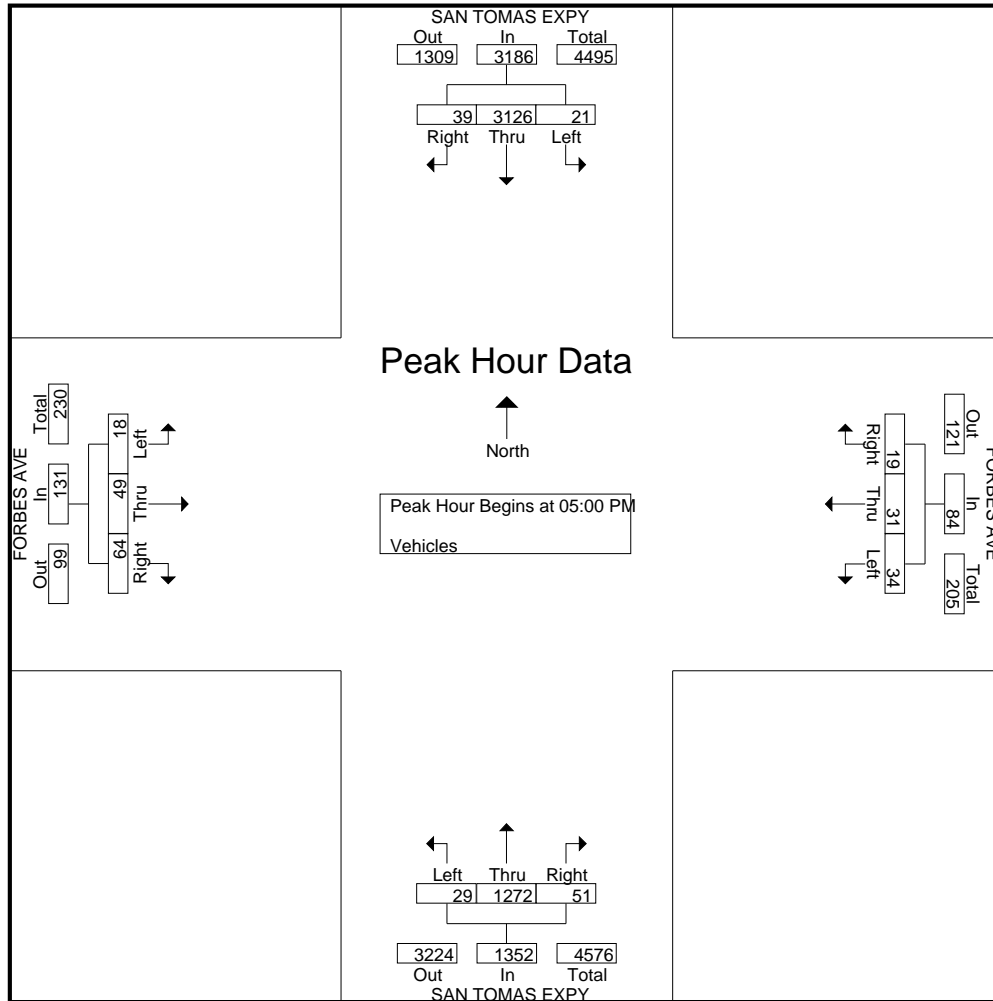 SAN TOMAS EXPY
Out In Total
1309 3186 4495
39 3126 21
Right Thru Left
Peak Hour Data
North
Peak Hour Begins at 05:00 PM
Vehicles
FORBES AVE
Total In Out
230 131 99
18 49 64
Left Thru Right
FORBES AVE
Out In Total
121 84 205
19 31 34
Right Thru Left
Left Thru Right
29 1272 51
3224 1352 4576
Out In Total
SAN TOMAS EXPY